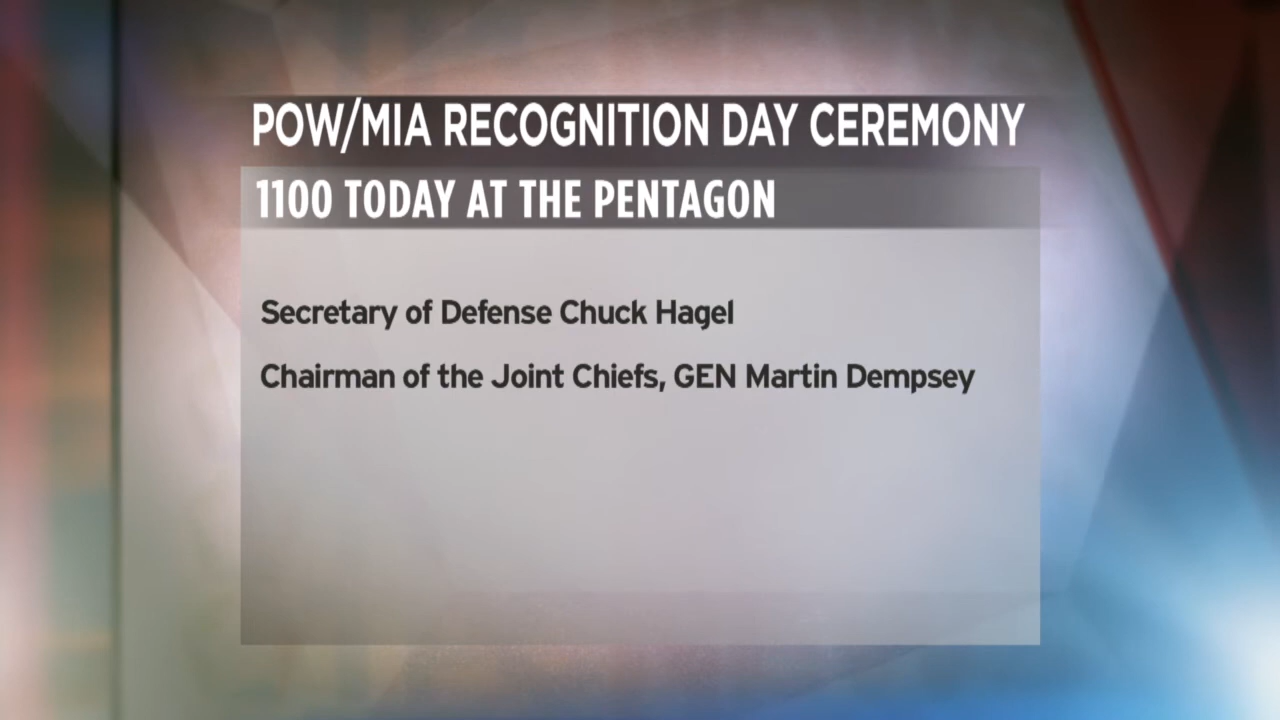 POW/MIA RECOGNITION DAY CEREMONY
1100 TODAY AT THE PENTAGON
Secretary of Defense Chuck Hagel
Chairman of the Joint Chiefs, GEN Martin Dempsey